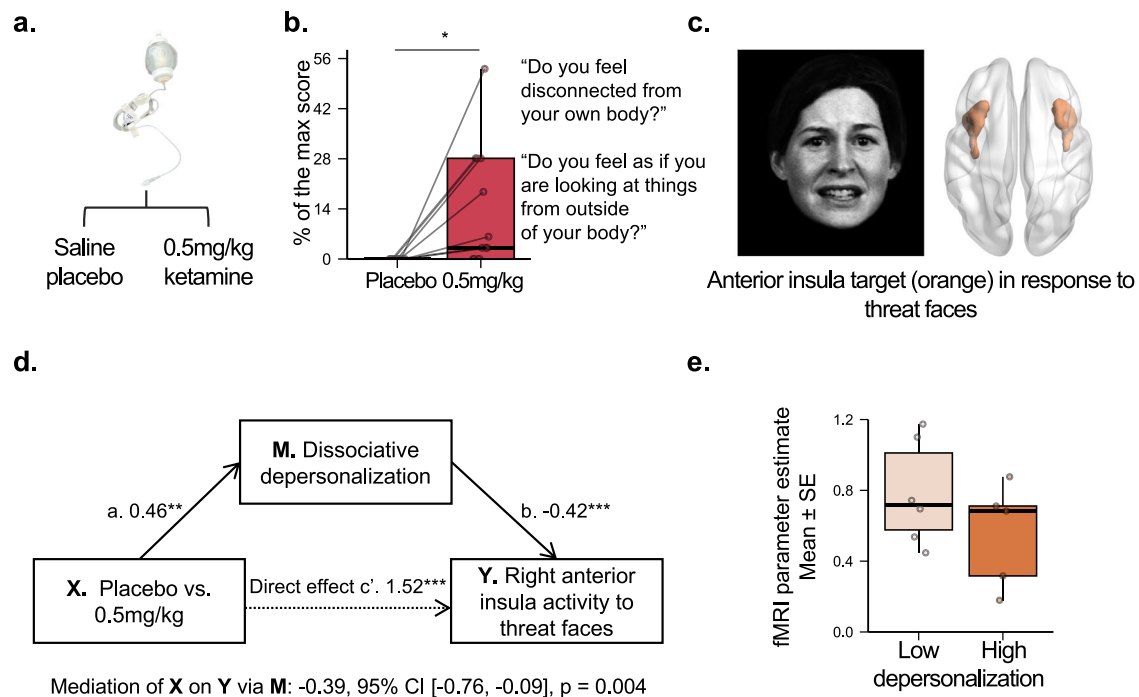 a.
Saline
placebo
0.5mg/kg
ketamine
b.
*
% of the max score
56
42
28
14
0
Placebo 0.5mg/kg
“Do you feel
disconnected from
your own body?”
“Do you feel as if you
are looking at things
from outside
of your body?”
c.
Anterior insula target (orange) in response to
threat faces
d.
M. Dissociative
depersonalization
a. 0.46**
b. -0.42***
X. Placebo vs.
0.5mg/kg
Direct effect c’. 1.52***
Y. Right anterior
insula activity to
threat faces
Mediation of X on Y via M: -0.39, 95% CI [-0.76, -0.09], p = 0.004
e.
fMRI parameter estimate
Mean ± SE
1.2
0.8
0.4
0.0
Low
High
depersonalization